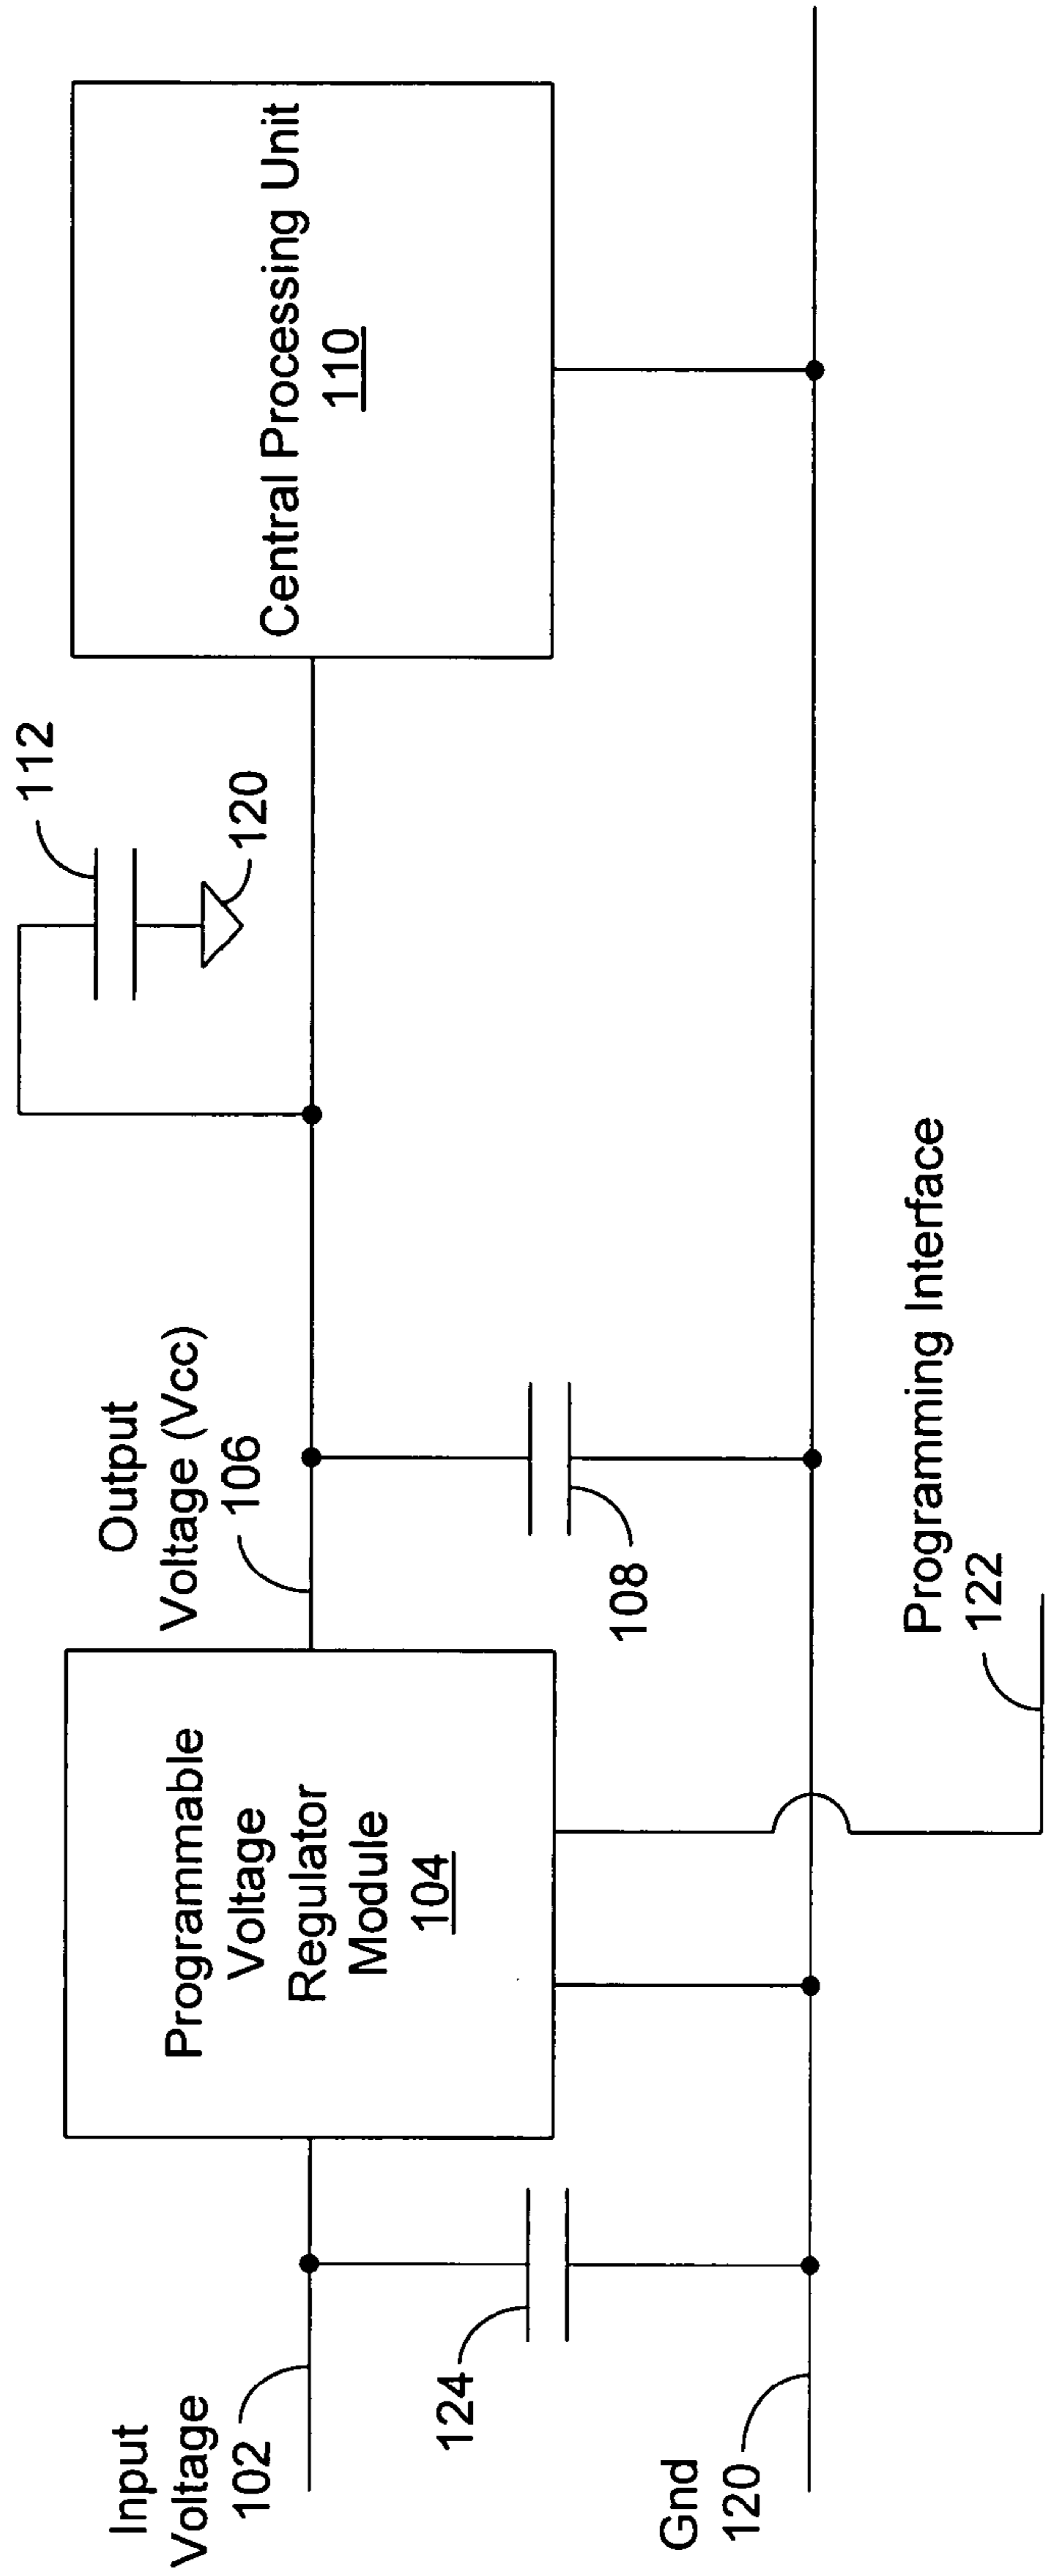 112
120
Output
Voltage (Vcc)
106
Programmable
Voltage
Regulator
Module
104
Central Processing Unit
110
Input
Voltage
102
124
108
Gnd
120
Programming Interface
122